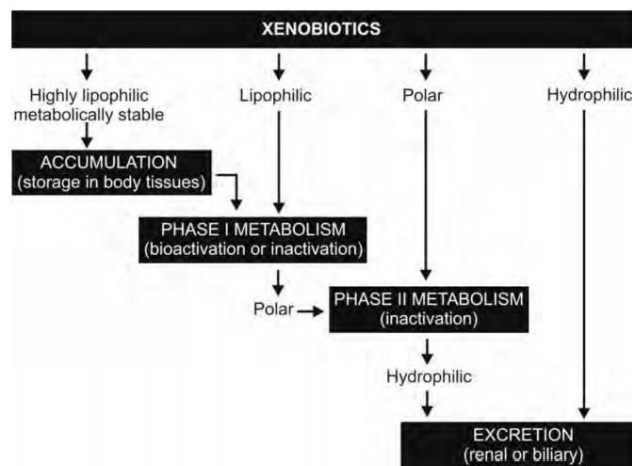 XENOBIOTICS
Highly lipophilic
metabolically stable
Lipophilic
Polar
Hydrophilic
ACCUMULATION
(storage in body tissues)
PHASE I METABOLISM
(bioactivation or inactivation)
Polar
PHASE II METABOLISM
(inactivation)
Hydrophilic
EXCRETION
(renal or biliary)